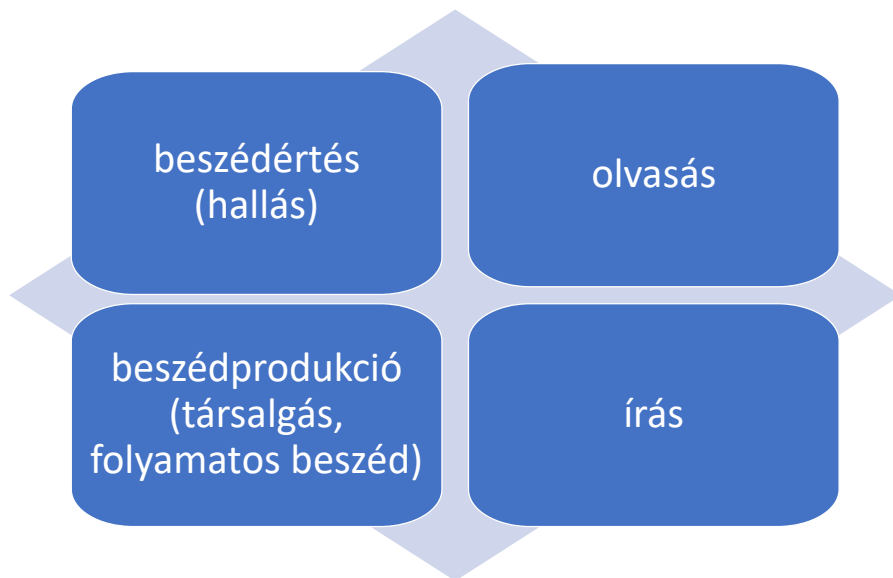 beszédértés
(hallás)
olvasás
beszédprodukció
(társalgás,
folyamatos beszéd)
írás